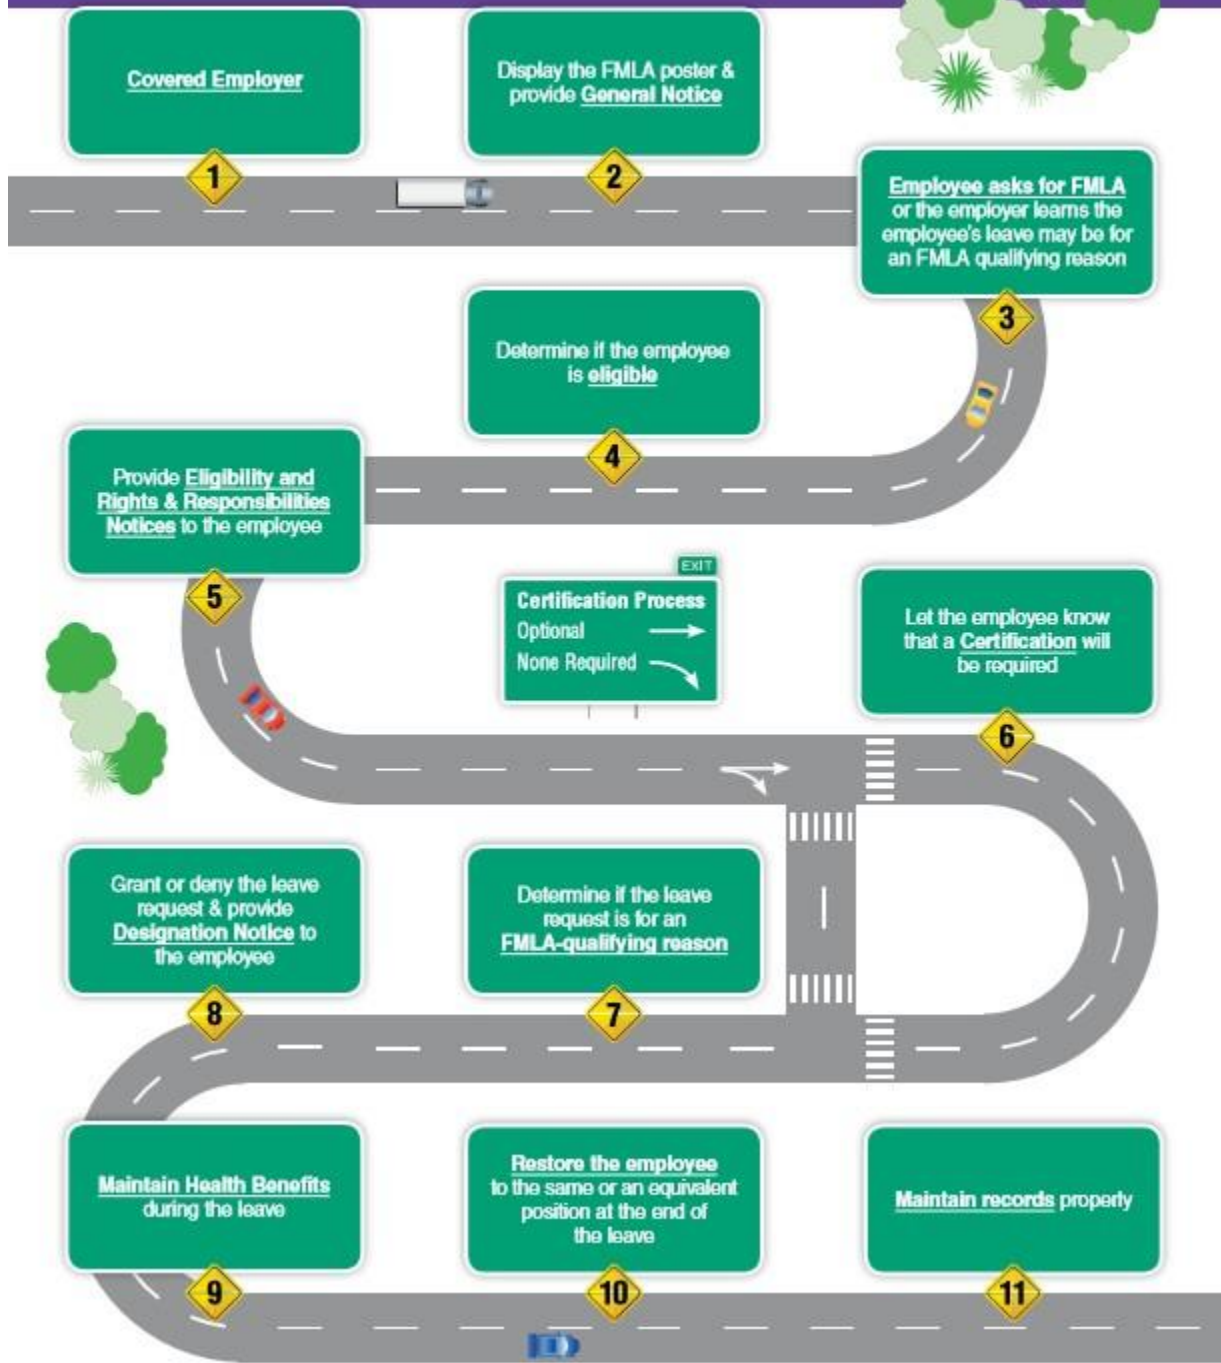 Covered Employer
1
Display the FMLA poster &
provide General Notice
2
Employee asks for FMLA
or the employer learns the
employee's leave may be for
an FMLA qualifying reason
3
Determine if the employee
is eligible
4
Provide Eligibility and
Rights & Responsibilities
Notices to the employee
5
EXIT
Certification Process
Optional
None Required
Let the employee know
that a Certification will
be required
6
Determine if the leave
request is for an
FMLA-qualifying reason
7
Grant or deny the leave
request & provide
Designation Notice to
the employee
8
Maintain Health Benefits
during the leave
9
Restore the employee
to the same or an equivalent
position at the end of
the leave
10
Maintain records properly
11